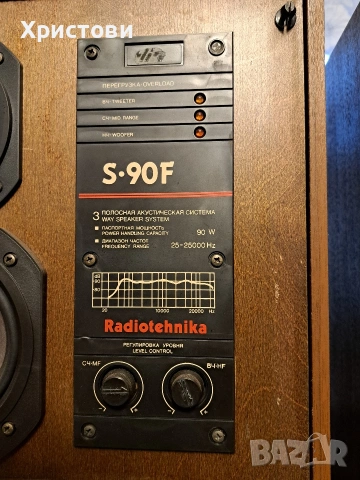 Христови
ПЕРЕГРУЗКА·OVERLOAD
ВЧ·TWEETER
СЧ·MID RANGE
НЧ·WOOFER
S·90F
3 ПОЛОСНАЯ АКУСТИЧЕСКАЯ СИСТЕМА
WAY SPEAKER SYSTEM
ПАСПОРТНАЯ МОЩНОСТЬ
POWER HANDLING CAPACITY 90 W
ДИАПАЗОН ЧАСТОТ
FREQUENCY RANGE 25-25000 Hz
20 10000 20000 Hz
Radiotehnika
РЕГУЛИРОВКА УРОВНЯ
LEVEL CONTROL
СЧ·MF ВЧ·HF
- + - +
BAZAR
bg